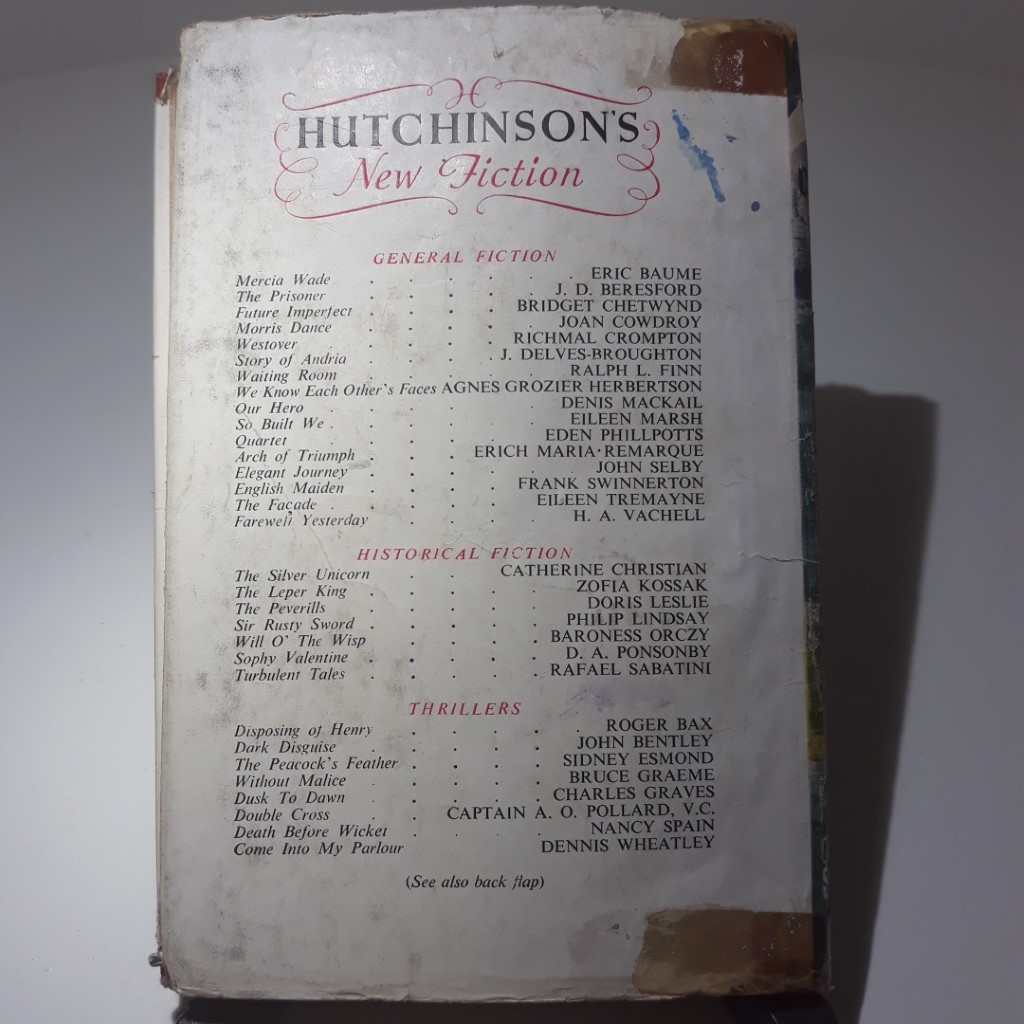 H
HUTCHINSON'S
New Fiction
GENERAL FICTION
Mercia Wade . . . . . . ERIC BAUME
The Prisoner . . . . . J. D. BERESFORD
Future Imperfect . . . . BRIDGET CHETWYND
Morris Dance . . . . . JOAN COWDROY
Westover . . . . . RICHMAL CROMPTON
Story of Andria . . . . J. DELVES-BROUGHTON
Waiting Room . . . . . RALPH L. FINN
We Know Each Other's Faces AGNES GROZIER HERBERTSON
Our Hero . . . . . . DENIS MACKAIL
So Built We . . . . . . EILEEN MARSH
Quartet . . . . . EDEN PHILLPOTTS
Arch of Triumph . . . ERICH MARIA REMARQUE
Elegant Journey . . . . . JOHN SELBY
English Maiden . . . . FRANK SWINNERTON
The Façade . . . . . . EILEEN TREMAYNE
Farewell Yesterday . . . . H. A. VACHELL
HISTORICAL FICTION
The Silver Unicorn . . CATHERINE CHRISTIAN
The Leper King . . . . . ZOFIA KOSSAK
The Peverills . . . . . DORIS LESLIE
Sir Rusty Sword . . . . . PHILIP LINDSAY
Will O' The Wisp . . . . BARONESS ORCZY
Sophy Valentine . . . . . D. A. PONSONBY
Turbulent Tales . . . . . RAFAEL SABATINI
THRILLERS
Disposing of Henry . . . . . ROGER BAX
Dark Disguise . . . . . JOHN BENTLEY
The Peacock's Feather . . . . SIDNEY ESMOND
Without Malice . . . . . BRUCE GRAEME
Dusk To Dawn . . . . . CHARLES GRAVES
Double Cross . . CAPTAIN A. O. POLLARD, V.C.
Death Before Wicket . . . . NANCY SPAIN
Come Into My Parlour DENNIS WHEATLEY
(See also back flap)